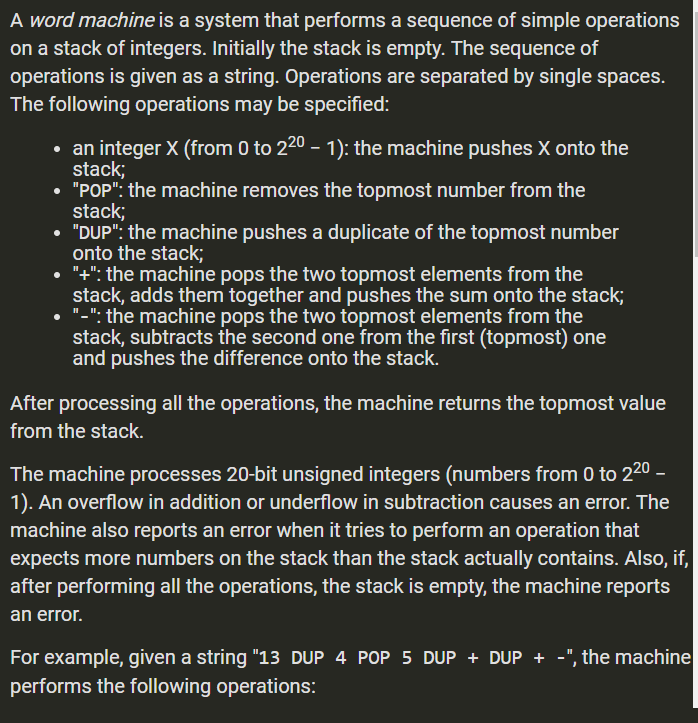 A word machine is a system that performs a sequence of simple operations
on a stack of integers. Initially the stack is empty. The sequence of
operations is given as a string. Operations are separated by single spaces.
The following operations may be specified:
• an integer X (from 0 to 2²⁰ − 1): the machine pushes X onto the
stack;
• "POP": the machine removes the topmost number from the
stack;
• "DUP": the machine pushes a duplicate of the topmost number
onto the stack;
• "+": the machine pops the two topmost elements from the
stack, adds them together and pushes the sum onto the stack;
• "-": the machine pops the two topmost elements from the
stack, subtracts the second one from the first (topmost) one
and pushes the difference onto the stack.
After processing all the operations, the machine returns the topmost value
from the stack.
The machine processes 20-bit unsigned integers (numbers from 0 to 2²⁰ −
1). An overflow in addition or underflow in subtraction causes an error. The
machine also reports an error when it tries to perform an operation that
expects more numbers on the stack than the stack actually contains. Also, if,
after performing all the operations, the stack is empty, the machine reports
an error.
For example, given a string "13 DUP 4 POP 5 DUP + DUP + -", the machine
performs the following operations: